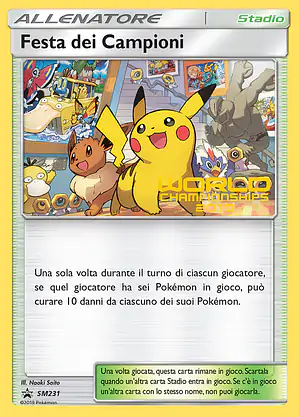 ALLENATORE
Stadio
Festa dei Campioni
WORLD
CHAMPIONSHIPS
Una sola volta durante il turno di ciascun giocatore,
se quel giocatore ha sei Pokémon in gioco, può
curare 10 danni da ciascuno dei suoi Pokémon.
Ill. Naoki Saito
SM231
©2019 Pokémon
Una volta giocata, questa carta rimane in gioco. Scartala
quando un'altra carta Stadio entra in gioco. Se c'è in gioco
un'altra carta con lo stesso nome, non puoi giocarla.